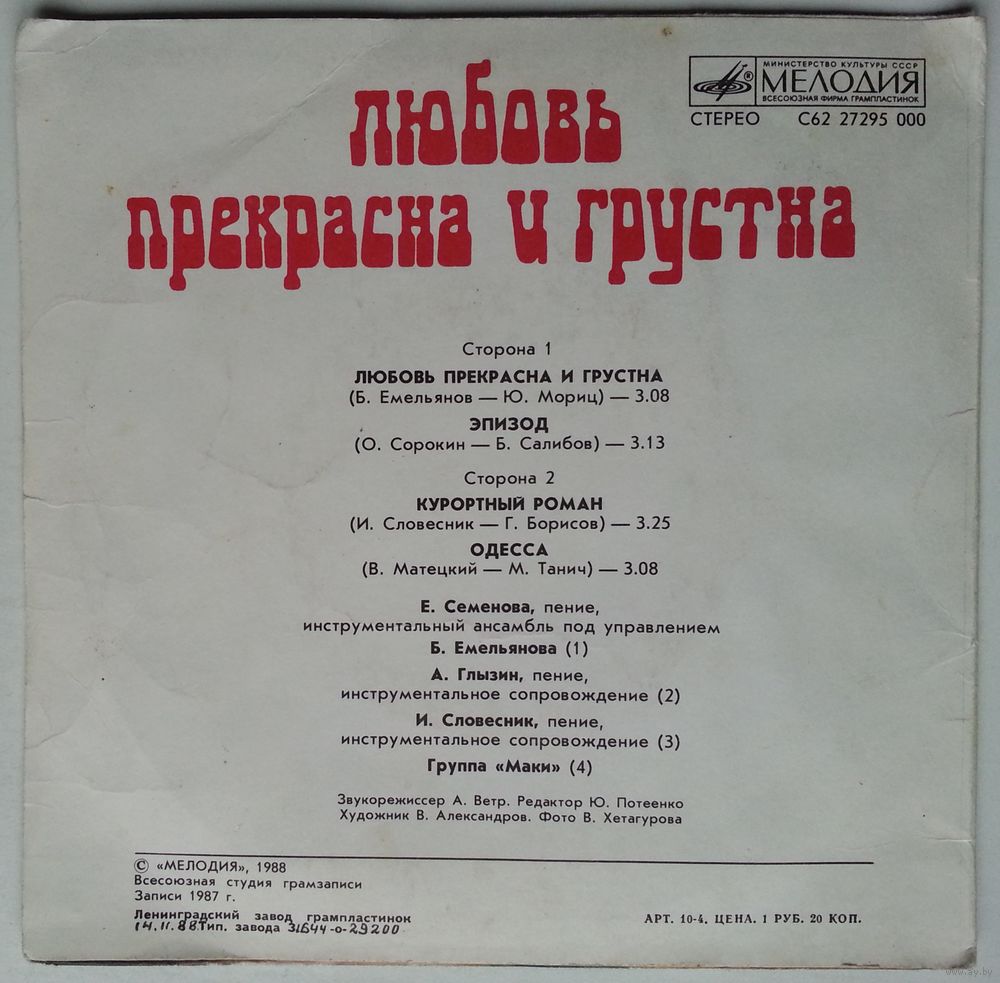 МИНИСТЕРСТВО КУЛЬТУРЫ СССР
® МЕЛОДИЯ
ВСЕСОЮЗНАЯ ФИРМА ГРАМПЛАСТИНОК
СТЕРЕО С62 27295 000
любовь
прекрасна и грустна
Сторона 1
ЛЮБОВЬ ПРЕКРАСНА И ГРУСТНА
(Б. Емельянов — Ю. Мориц) — 3.08
ЭПИЗОД
(О. Сорокин — Б. Салибов) — 3.13
Сторона 2
КУРОРТНЫЙ РОМАН
(И. Словесник — Г. Борисов) — 3.25
ОДЕССА
(В. Матецкий — М. Танич) — 3.08
Е. Семенова, пение,
инструментальный ансамбль под управлением
Б. Емельянова (1)
А. Глызин, пение,
инструментальное сопровождение (2)
И. Словесник, пение,
инструментальное сопровождение (3)
Группа «Маки» (4)
Звукорежиссер А. Ветр. Редактор Ю. Потеенко
Художник В. Александров. Фото В. Хетагурова
© «МЕЛОДИЯ», 1988
Всесоюзная студия грамзаписи
Записи 1987 г.
Ленинградский завод грампластинок
14.11.88.Тип. завода 31644-о-29200
АРТ. 10-4. ЦЕНА. 1 РУБ. 20 КОП.
www.ay.by